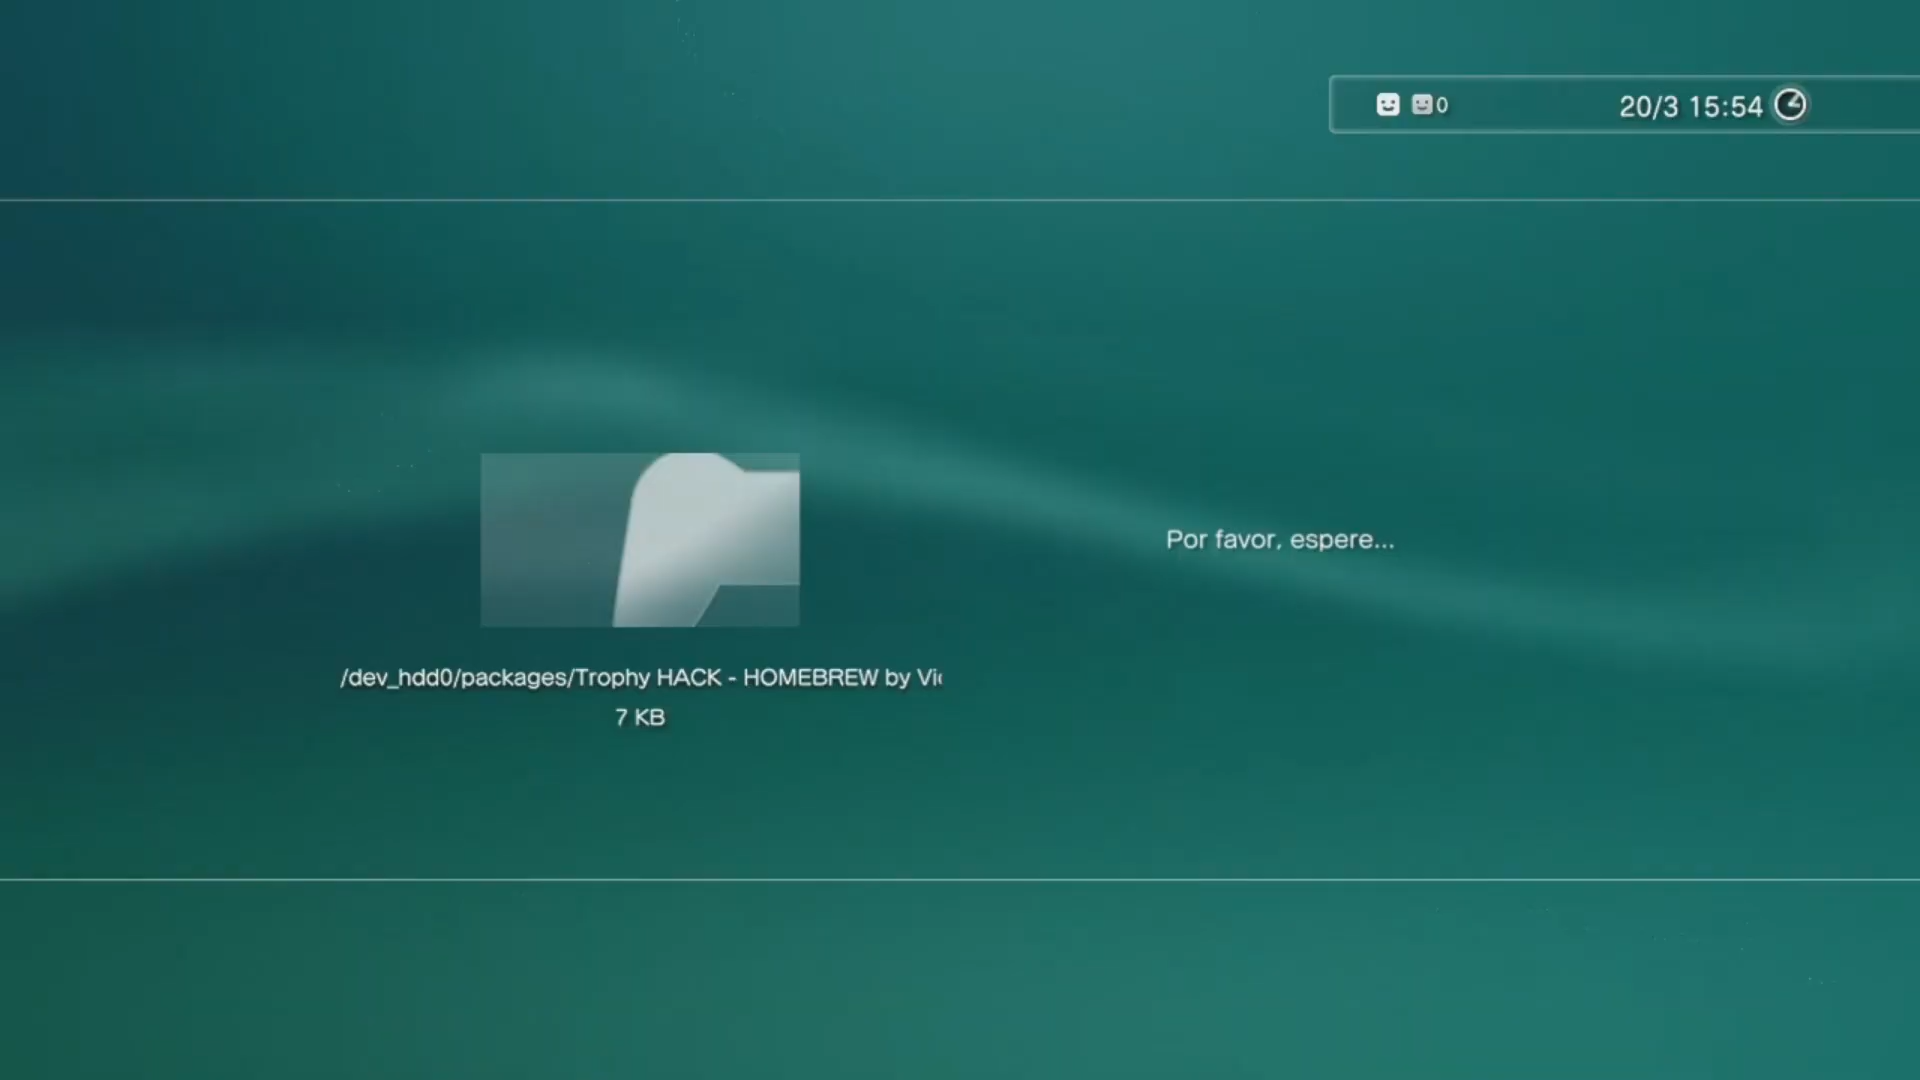 0
20/3 15:54
Por favor, espere...
/dev_hdd0/packages/Trophy HACK - HOMEBREW by
7 KB